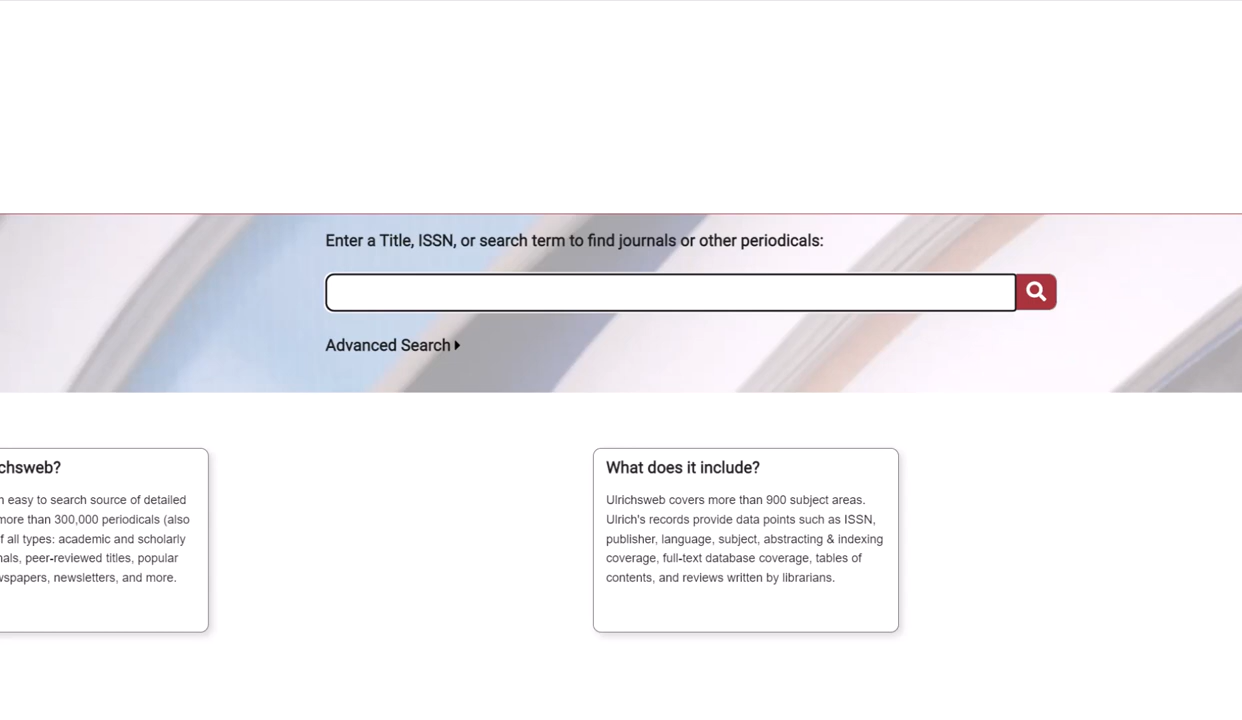 Enter a Title, ISSN, or search term to find journals or other periodicals:
Advanced Search
chsweb?
n easy to search source of detailed
more than 300,000 periodicals (also
f all types: academic and scholarly
nals, peer-reviewed titles, popular
wspapers, newsletters, and more.
What does it include?
Ulrichsweb covers more than 900 subject areas.
Ulrich's records provide data points such as ISSN,
publisher, language, subject, abstracting & indexing
coverage, full-text database coverage, tables of
contents, and reviews written by librarians.